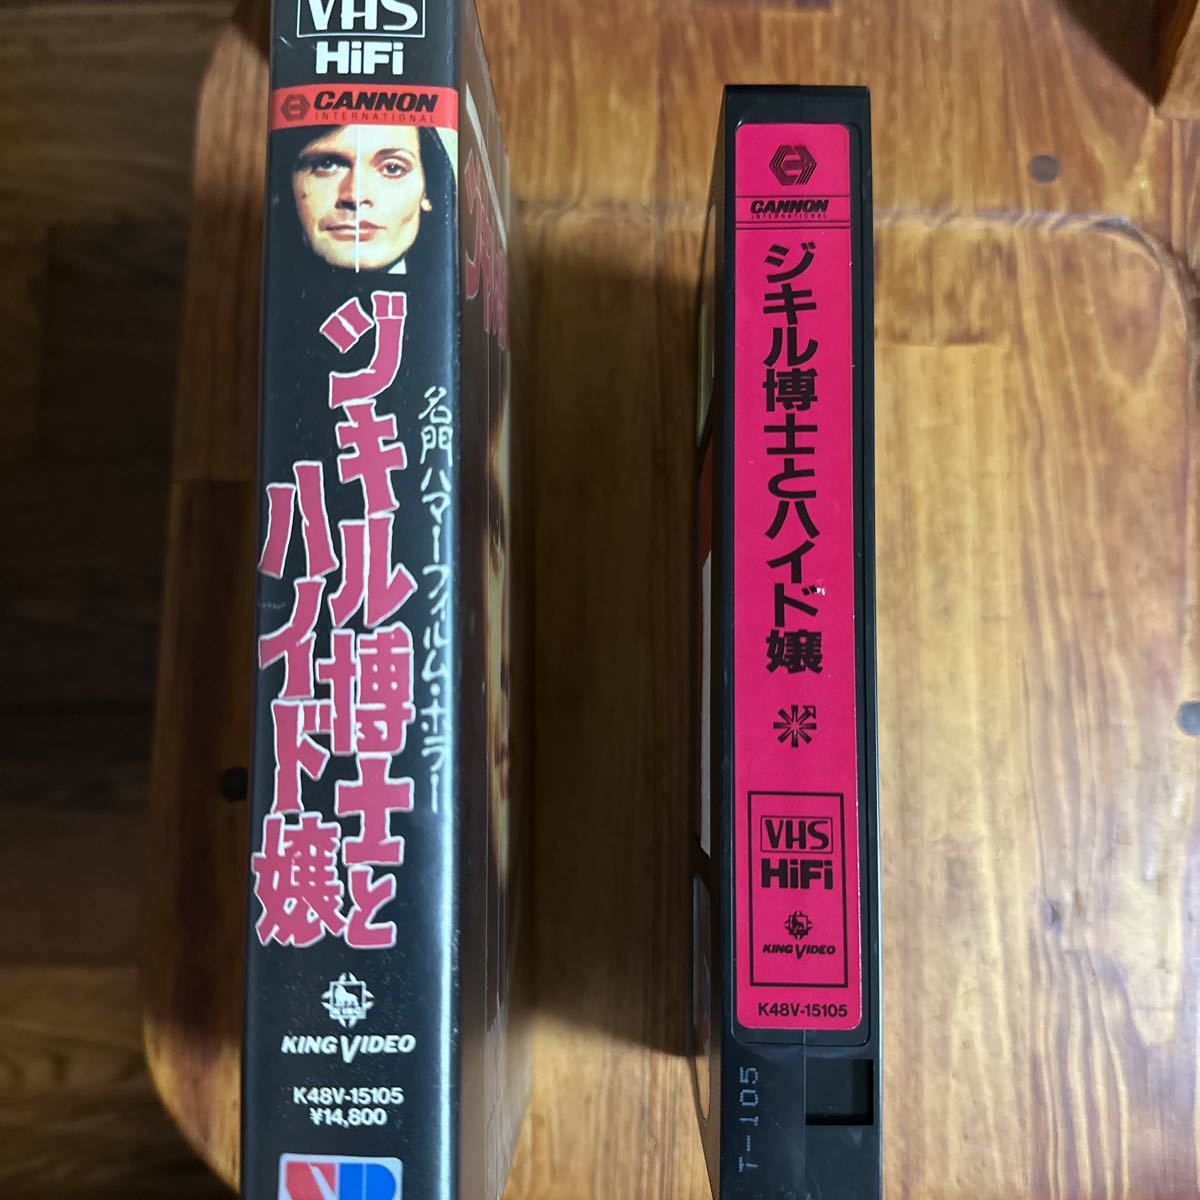 VHS
HiFi
CANNON
INTERNATIONAL
名門ハマーフィルム・ホラー
ジキル博士と
ハイド嬢
KING VIDEO
K48V-15105
¥14,800
CANNON
INTERNATIONAL
ジキル博士とハイド嬢
VHS
HiFi
KING VIDEO
K48V-15105
T-105